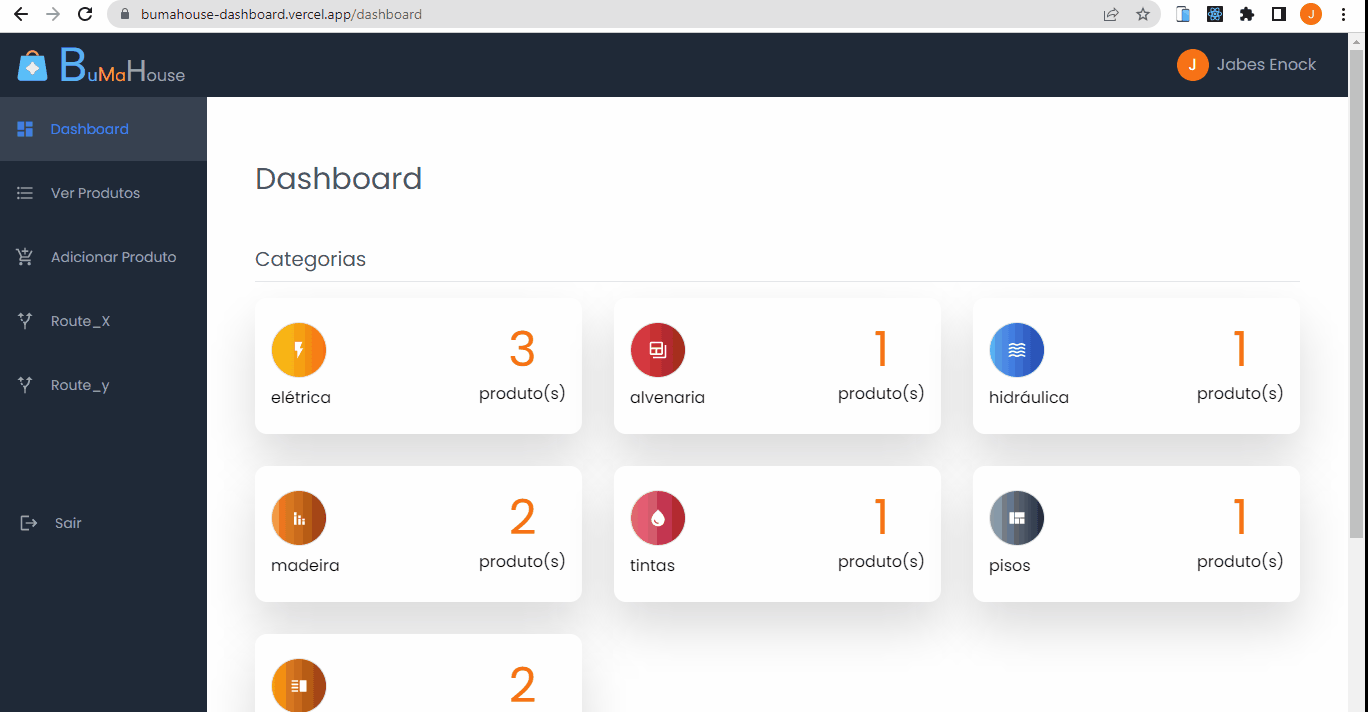 bumahouse-dashboard.vercel.app/dashboard
J
BuMaHouse
J Jabes Enock
Dashboard
Ver Produtos
Adicionar Produto
Route_X
Route_y
Sair
Dashboard
Categorias
3
elétrica
produto(s)
1
alvenaria
produto(s)
1
hidráulica
produto(s)
2
madeira
produto(s)
1
tintas
produto(s)
1
pisos
produto(s)
2